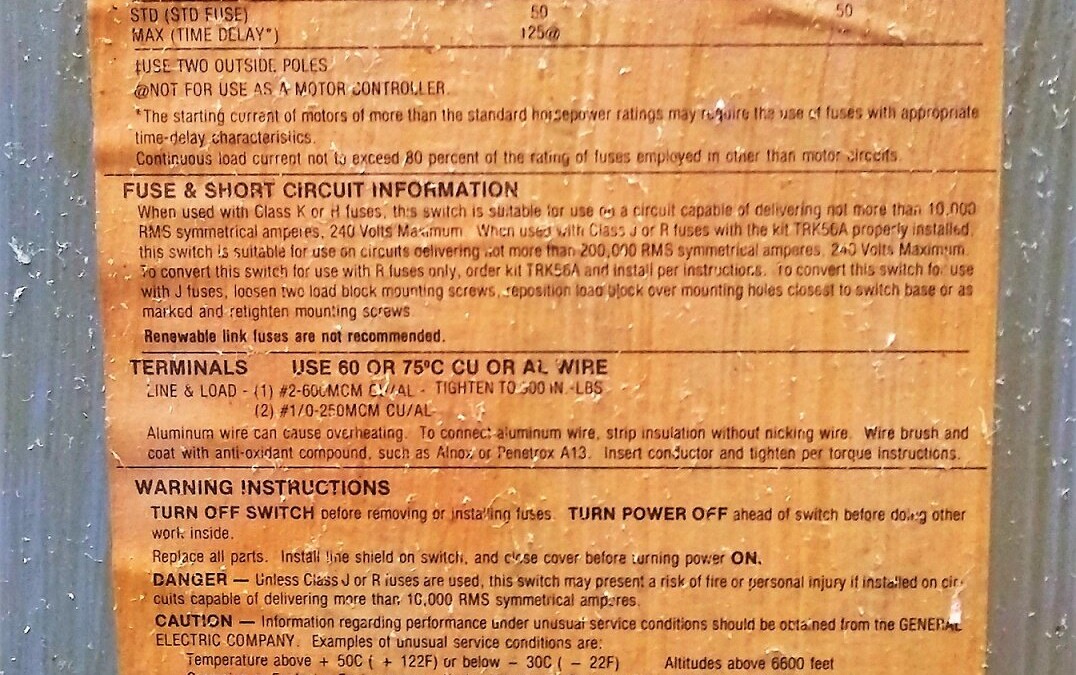 STD (STD FUSE) 50 50
MAX (TIME DELAY*) 125@
‡USE TWO OUTSIDE POLES
@NOT FOR USE AS A MOTOR CONTROLLER.
*The starting current of motors of more than the standard horsepower ratings may require the use of fuses with appropriate
time-delay characteristics.
Continuous load current not to exceed 80 percent of the rating of fuses employed in other than motor circuits.
FUSE & SHORT CIRCUIT INFORMATION
When used with Class K or H fuses, this switch is suitable for use on a circuit capable of delivering not more than 10,000
RMS symmetrical amperes, 240 Volts Maximum. When used with Class J or R fuses with the kit TRK56A properly installed,
this switch is suitable for use on circuits delivering not more than 200,000 RMS symmetrical amperes, 240 Volts Maximum.
To convert this switch for use with R fuses only, order kit TRK56A and install per instructions. To convert this switch for use
with J fuses, loosen two load block mounting screws, reposition load block over mounting holes closest to switch base or as
marked and retighten mounting screws
Renewable link fuses are not recommended.
TERMINALS USE 60 OR 75ºC CU OR AL WIRE
LINE & LOAD - (1) #2-600MCM CU/AL - TIGHTEN TO IN.-LBS
(2) #1/0-250MCM CU/AL
Aluminum wire can cause overheating. To connect aluminum wire, strip insulation without nicking wire. Wire brush and
coat with anti-oxidant compound, such as Alnox or Penetrox A13. Insert conductor and tighten per torque instructions.
WARNING INSTRUCTIONS
TURN OFF SWITCH before removing or installing fuses. TURN POWER OFF ahead of switch before doing other
work inside.
Replace all parts. Install line shield on switch, and close cover before turning power ON.
DANGER — Unless Class J or R fuses are used, this switch may present a risk of fire or personal injury if installed on cir-
cuits capable of delivering more than 10,000 RMS symmetrical amperes.
CAUTION — Information regarding performance under unusual service conditions should be obtained from the GENERAL
ELECTRIC COMPANY. Examples of unusual service conditions are:
Temperature above + 50C ( + 122F) or below – 30C ( – 22F) Altitudes above 6600 feet